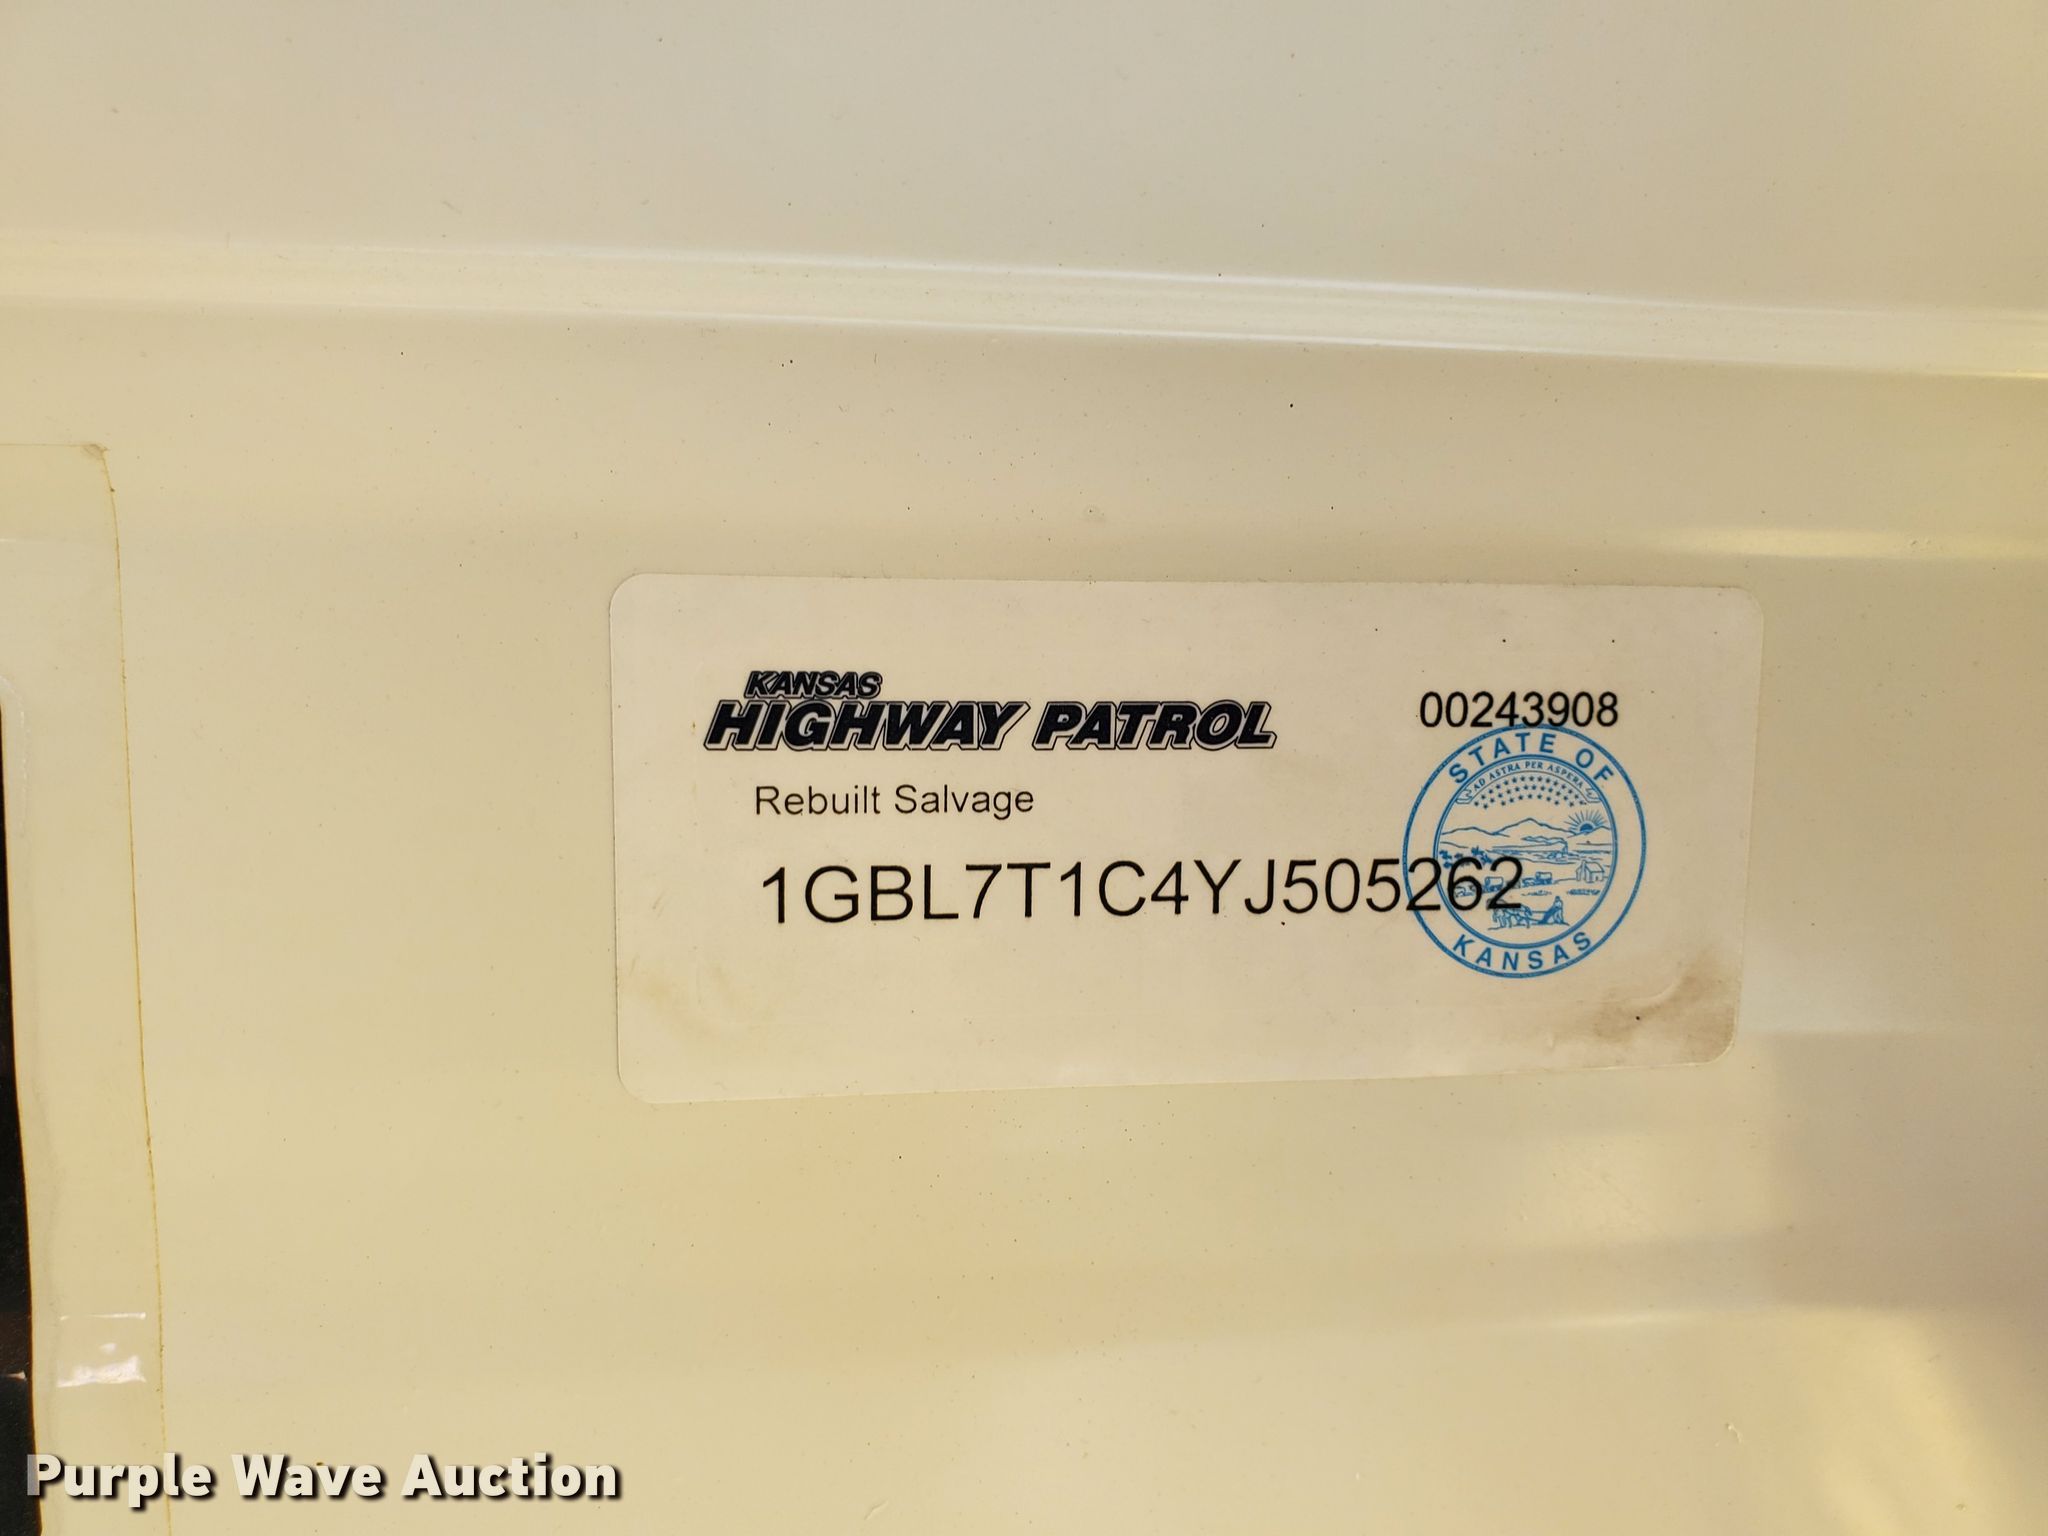 KANSAS
HIGHWAY PATROL
00243908
Rebuilt Salvage
1GBL7T1C4YJ505262
STATE OF
AD ASTRA PER ASPERA
KANSAS
Purple Wave Auction